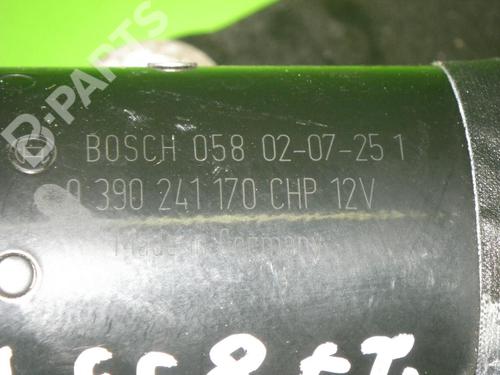 B-PARTS
BOSCH 058 02-07-25 1
0 390 241 170 CHP 12V
Made in Germany